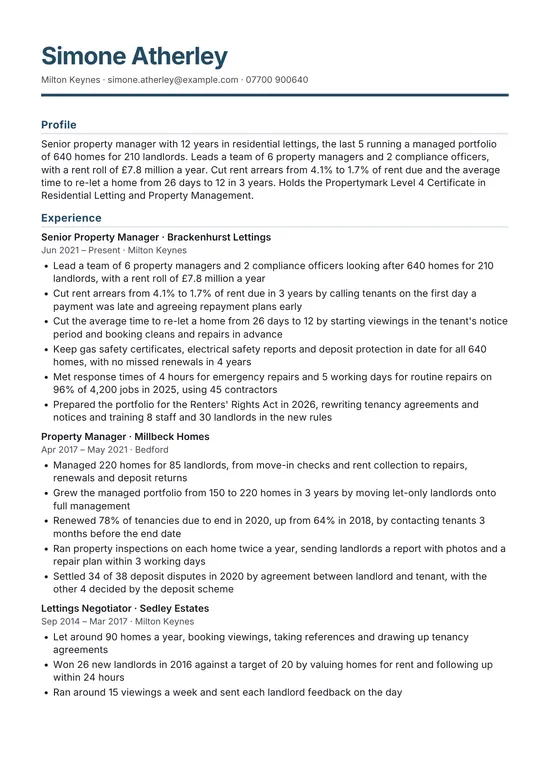 Simone Atherley
Milton Keynes · simone.atherley@example.com · 07700 900640
Profile
Senior property manager with 12 years in residential lettings, the last 5 running a managed portfolio
of 640 homes for 210 landlords. Leads a team of 6 property managers and 2 compliance officers,
with a rent roll of £7.8 million a year. Cut rent arrears from 4.1% to 1.7% of rent due and the average
time to re-let a home from 26 days to 12 in 3 years. Holds the Propertymark Level 4 Certificate in
Residential Letting and Property Management.
Experience
Senior Property Manager · Brackenhurst Lettings
Jun 2021 – Present · Milton Keynes
• Lead a team of 6 property managers and 2 compliance officers looking after 640 homes for 210
landlords, with a rent roll of £7.8 million a year
• Cut rent arrears from 4.1% to 1.7% of rent due in 3 years by calling tenants on the first day a
payment was late and agreeing repayment plans early
• Cut the average time to re-let a home from 26 days to 12 by starting viewings in the tenant's notice
period and booking cleans and repairs in advance
• Keep gas safety certificates, electrical safety reports and deposit protection in date for all 640
homes, with no missed renewals in 4 years
• Met response times of 4 hours for emergency repairs and 5 working days for routine repairs on
96% of 4,200 jobs in 2025, using 45 contractors
• Prepared the portfolio for the Renters' Rights Act in 2026, rewriting tenancy agreements and
notices and training 8 staff and 30 landlords in the new rules
Property Manager · Millbeck Homes
Apr 2017 – May 2021 · Bedford
• Managed 220 homes for 85 landlords, from move-in checks and rent collection to repairs,
renewals and deposit returns
• Grew the managed portfolio from 150 to 220 homes in 3 years by moving let-only landlords onto
full management
• Renewed 78% of tenancies due to end in 2020, up from 64% in 2018, by contacting tenants 3
months before the end date
• Ran property inspections on each home twice a year, sending landlords a report with photos and a
repair plan within 3 working days
• Settled 34 of 38 deposit disputes in 2020 by agreement between landlord and tenant, with the
other 4 decided by the deposit scheme
Lettings Negotiator · Sedley Estates
Sep 2014 – Mar 2017 · Milton Keynes
• Let around 90 homes a year, booking viewings, taking references and drawing up tenancy
agreements
• Won 26 new landlords in 2016 against a target of 20 by valuing homes for rent and following up
within 24 hours
• Ran around 15 viewings a week and sent each landlord feedback on the day